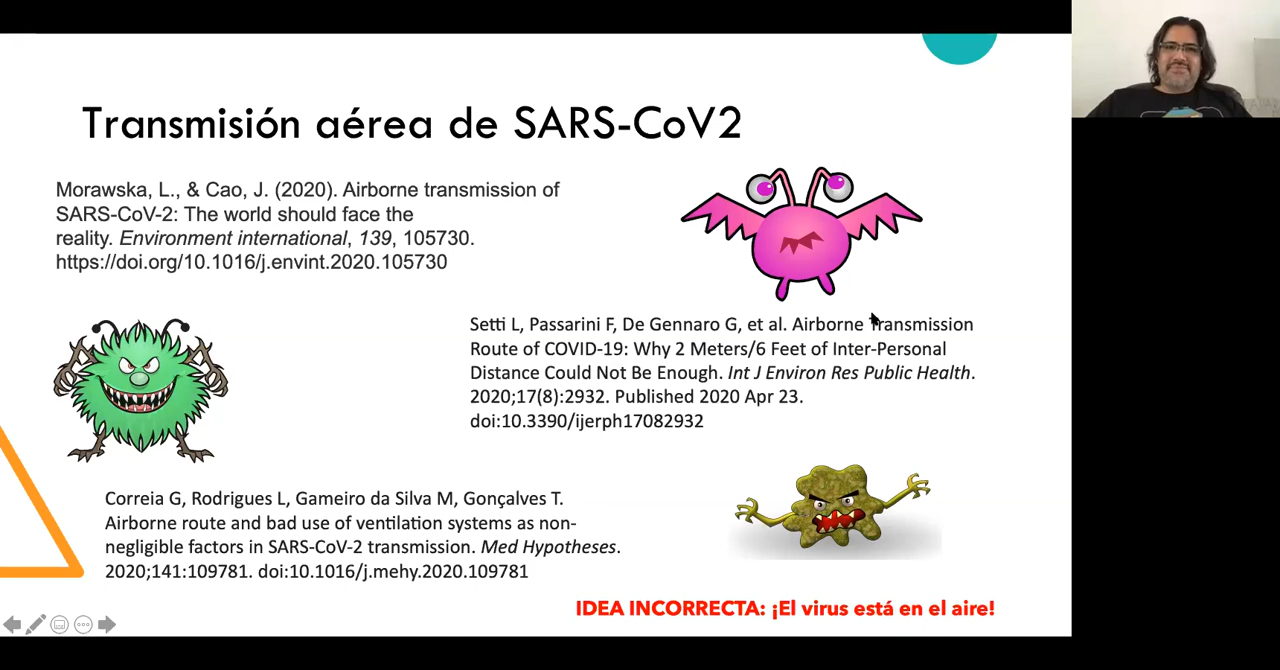 Transmisión aérea de SARS-CoV2
Morawska, L., & Cao, J. (2020). Airborne transmission of
SARS-CoV-2: The world should face the
reality. Environment international, 139, 105730.
https://doi.org/10.1016/j.envint.2020.105730
Setti L, Passarini F, De Gennaro G, et al. Airborne Transmission
Route of COVID-19: Why 2 Meters/6 Feet of Inter-Personal
Distance Could Not Be Enough. Int J Environ Res Public Health.
2020;17(8):2932. Published 2020 Apr 23.
doi:10.3390/ijerph17082932
Correia G, Rodrigues L, Gameiro da Silva M, Gonçalves T.
Airborne route and bad use of ventilation systems as non-
negligible factors in SARS-CoV-2 transmission. Med Hypotheses.
2020;141:109781. doi:10.1016/j.mehy.2020.109781
IDEA INCORRECTA: ¡El virus está en el aire!